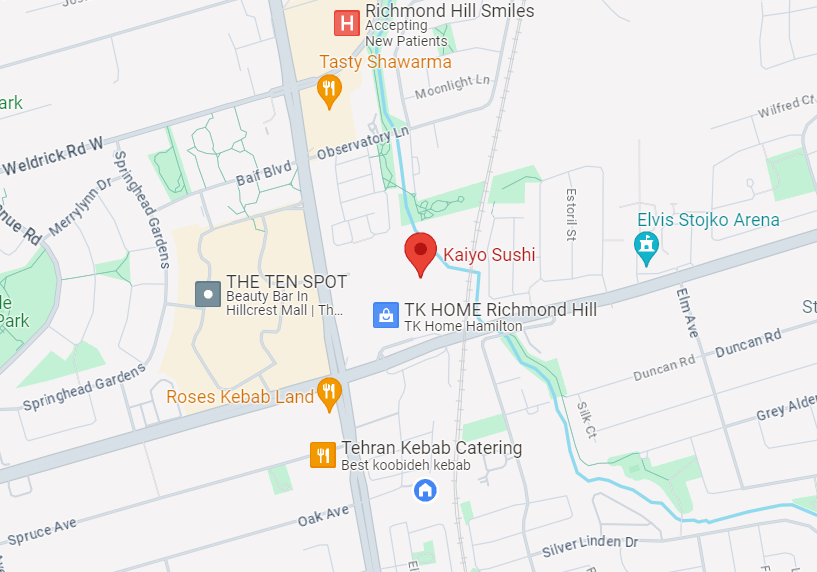 Richmond Hill Smiles
Accepting
New Patients
Tasty Shawarma
Moonlight Ln
ark
Wilfred Cr
Weldrick Rd W
Observatory Ln
Springhead Gardens
Baif Blvd
Merrylynn Dr
nue Rd
Estoril St
Elvis Stojko Arena
Kaiyo Sushi
THE TEN SPOT
Beauty Bar In
Hillcrest Mall | Th...
TK HOME Richmond Hill
TK Home Hamilton
le
Park
Elm Ave
St
Duncan Rd
Duncan Rd
Springhead Gardens
Roses Kebab Land
Silk Ct
Grey Alder
Tehran Kebab Catering
Best koobideh kebab
Spruce Ave
Oak Ave
Silver Linden Dr